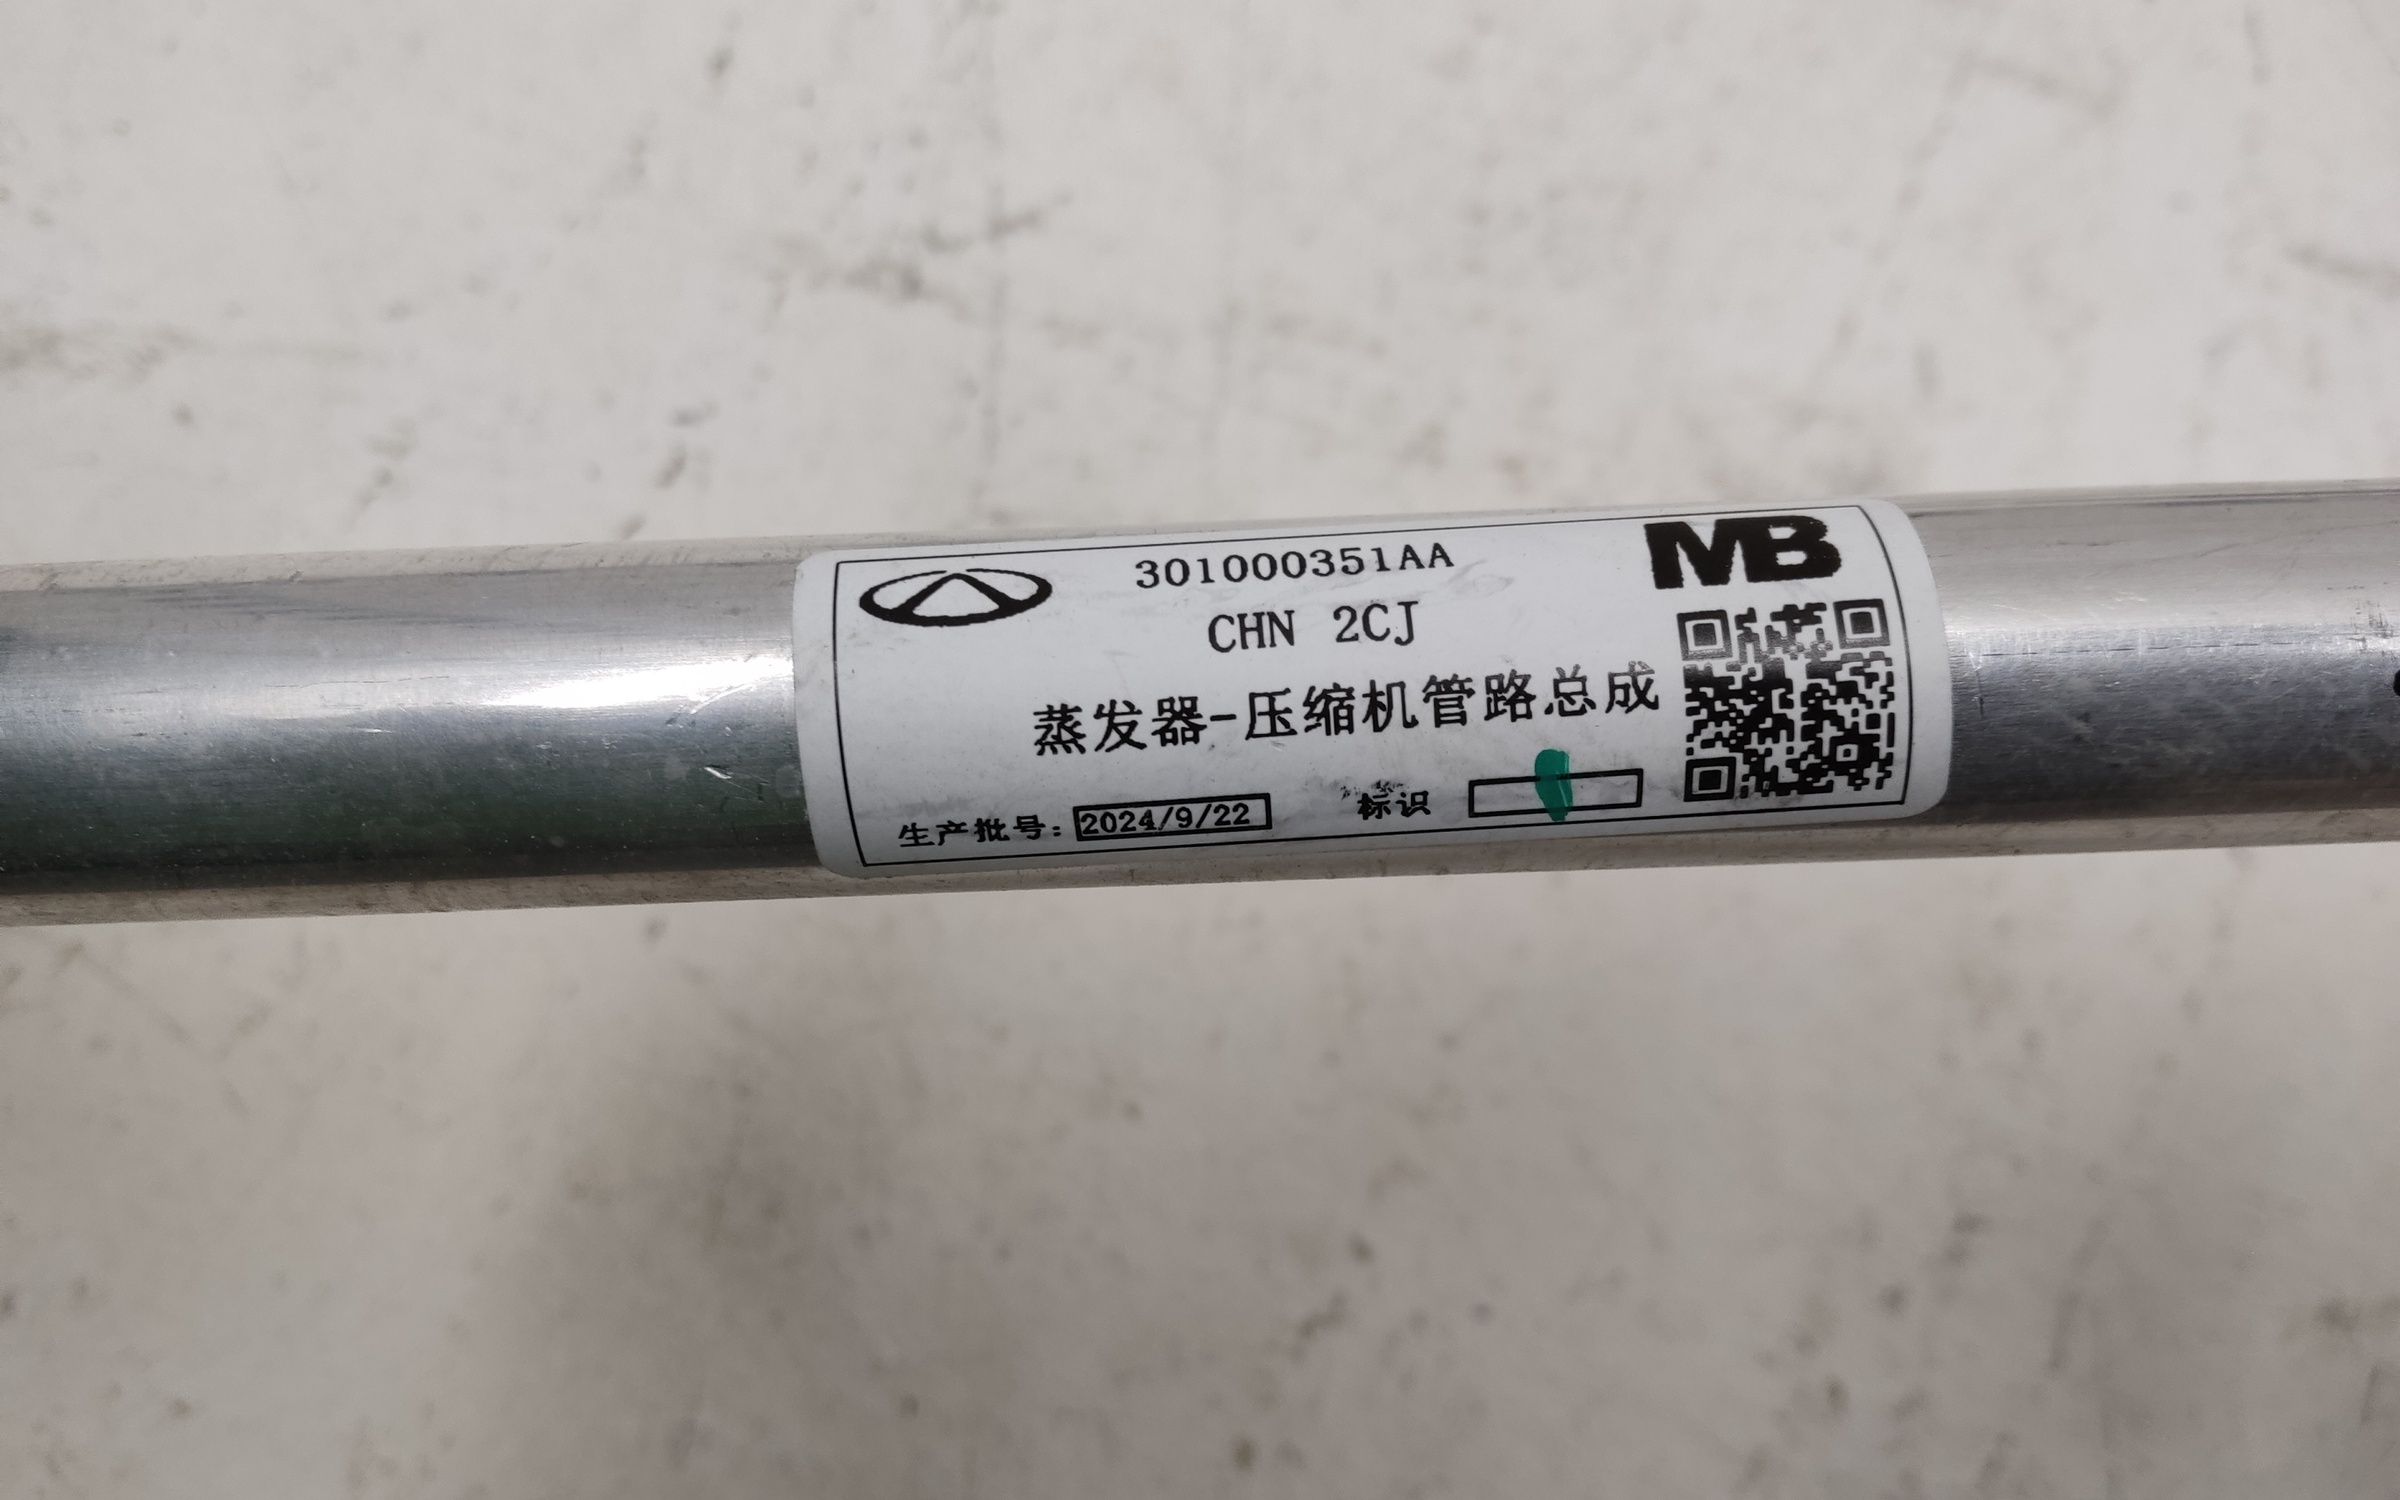 301000351AA
MB
CHN 2CJ
蒸发器-压缩机管路总成
生产批号: 2024/9/22 标识